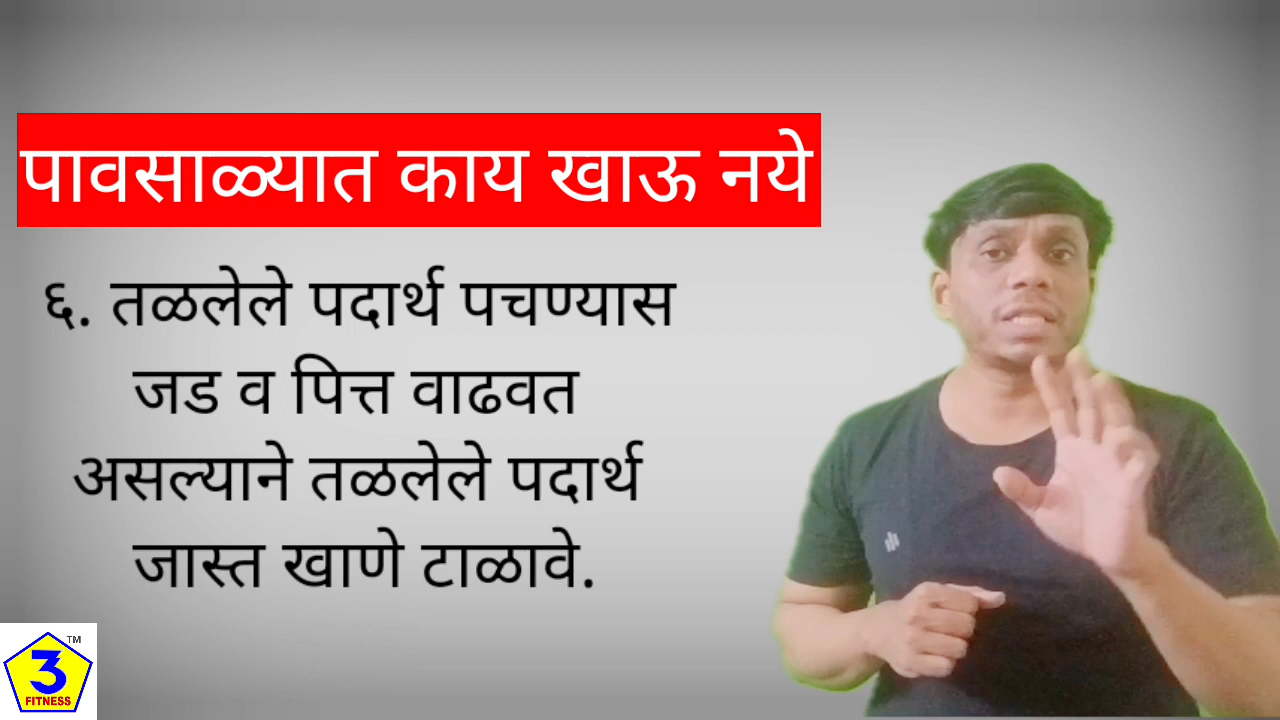 पावसाळ्यात काय खाऊ नये
६. तळलेले पदार्थ पचण्यास
जड व पित्त वाढवत
असल्याने तळलेले पदार्थ
जास्त खाणे टाळावे.
TM
3
FITNESS